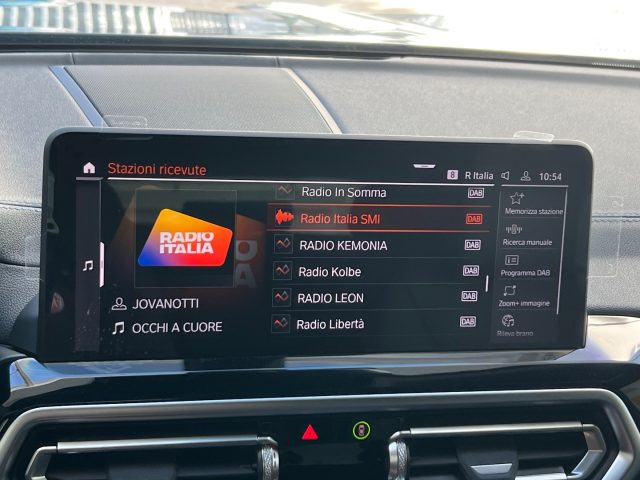 Stazioni ricevute
8 R Italia 10:54
RADIO
ITALIA
JOVANOTTI
OCCHI A CUORE
Radio In Somma DAB
Radio Italia SMI DAB
RADIO KEMONIA DAB
Radio Kolbe DAB
RADIO LEON DAB
Radio Libertà DAB
Memorizza stazione
Ricerca manuale
Programma DAB
Zoom+ immagine
Rileva brano